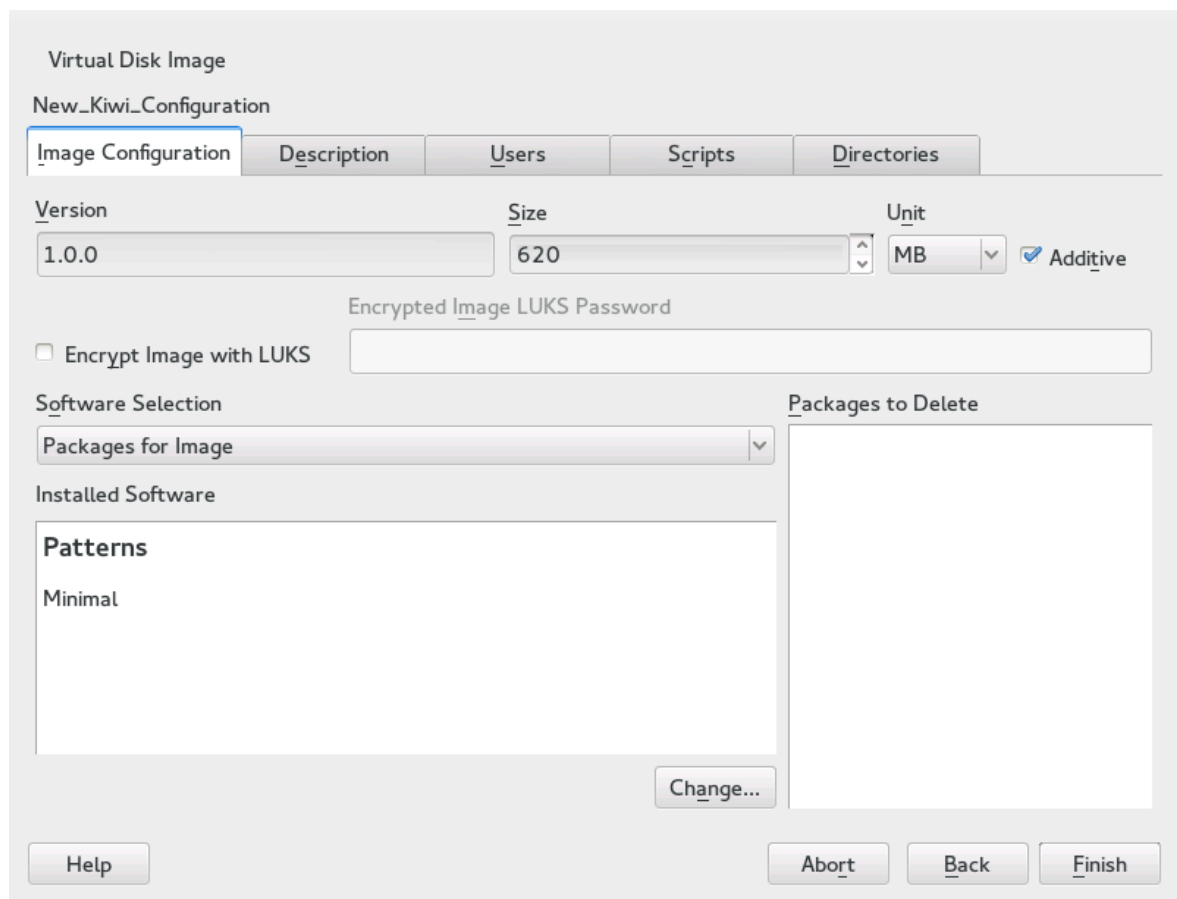 Virtual Disk Image
New_Kiwi_Configuration
Image Configuration
Description
Users
Scripts
Directories
Version
Size
Unit
1.0.0
620
MB
Additive
Encrypted Image LUKS Password
Encrypt Image with LUKS
Software Selection
Packages to Delete
Packages for Image
Installed Software
Patterns
Minimal
Change...
Help
Abort
Back
Finish